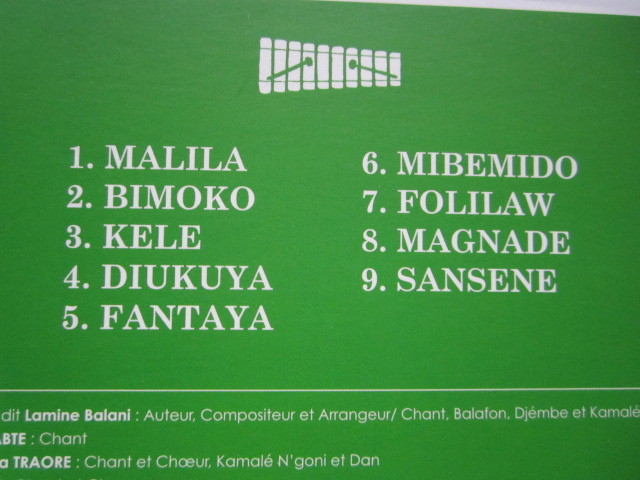 1. MALILA
2. BIMOKO
3. KELE
4. DIUKUYA
5. FANTAYA
6. MIBEMIDO
7. FOLILAW
8. MAGNADE
9. SANSENE
dit Lamine Balani : Auteur, Compositeur et Arrangeur/ Chant, Balafon, Djémbe et Kamalé
ABTE : Chant
a TRAORE : Chant et Chœur, Kamalé N'goni et Dan